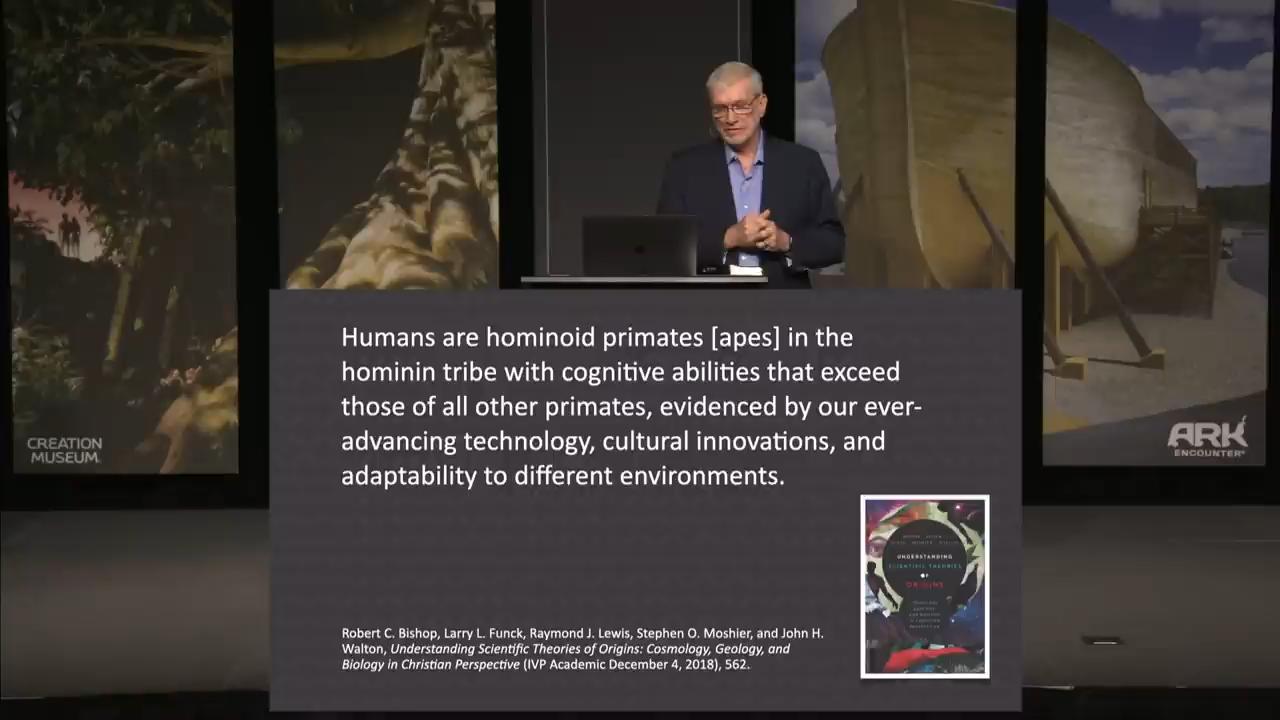 CREATION
MUSEUM
ARK
ENCOUNTER
Humans are hominoid primates [apes] in the
hominin tribe with cognitive abilities that exceed
those of all other primates, evidenced by our ever-
advancing technology, cultural innovations, and
adaptability to different environments.
UNDERSTANDING
SCIENTIFIC THEORIES
OF
ORIGINS
Robert C. Bishop, Larry L. Funck, Raymond J. Lewis, Stephen O. Moshier, and John H.
Walton, Understanding Scientific Theories of Origins: Cosmology, Geology, and
Biology in Christian Perspective (IVP Academic December 4, 2018), 562.